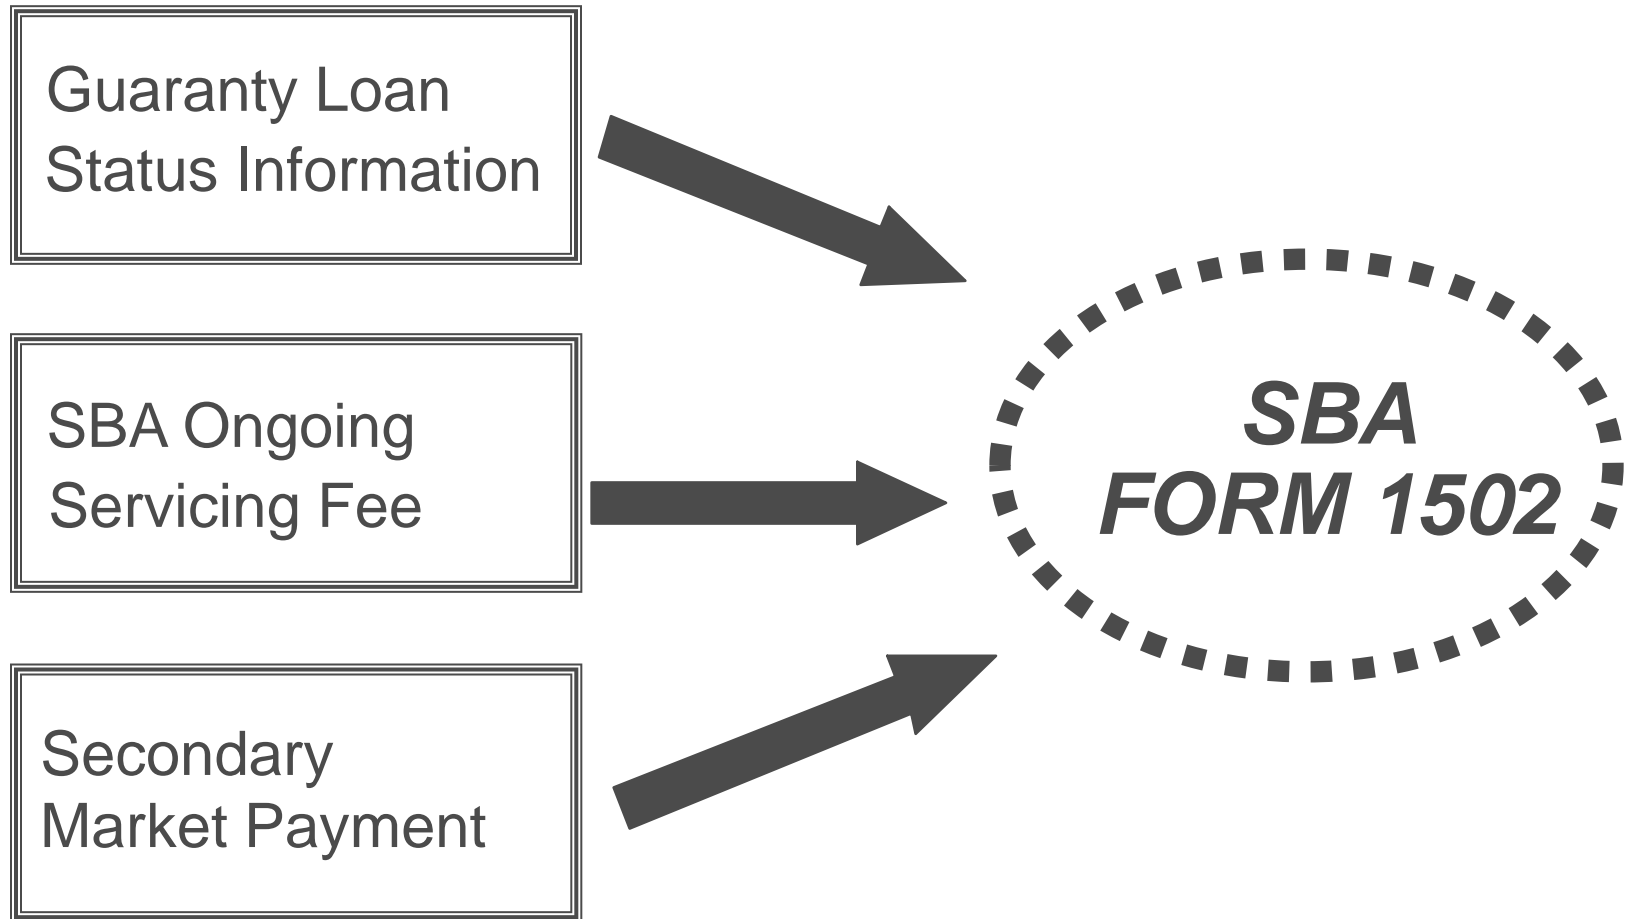 Guaranty Loan
Status Information
SBA Ongoing
Servicing Fee
Secondary
Market Payment
SBA
FORM 1502